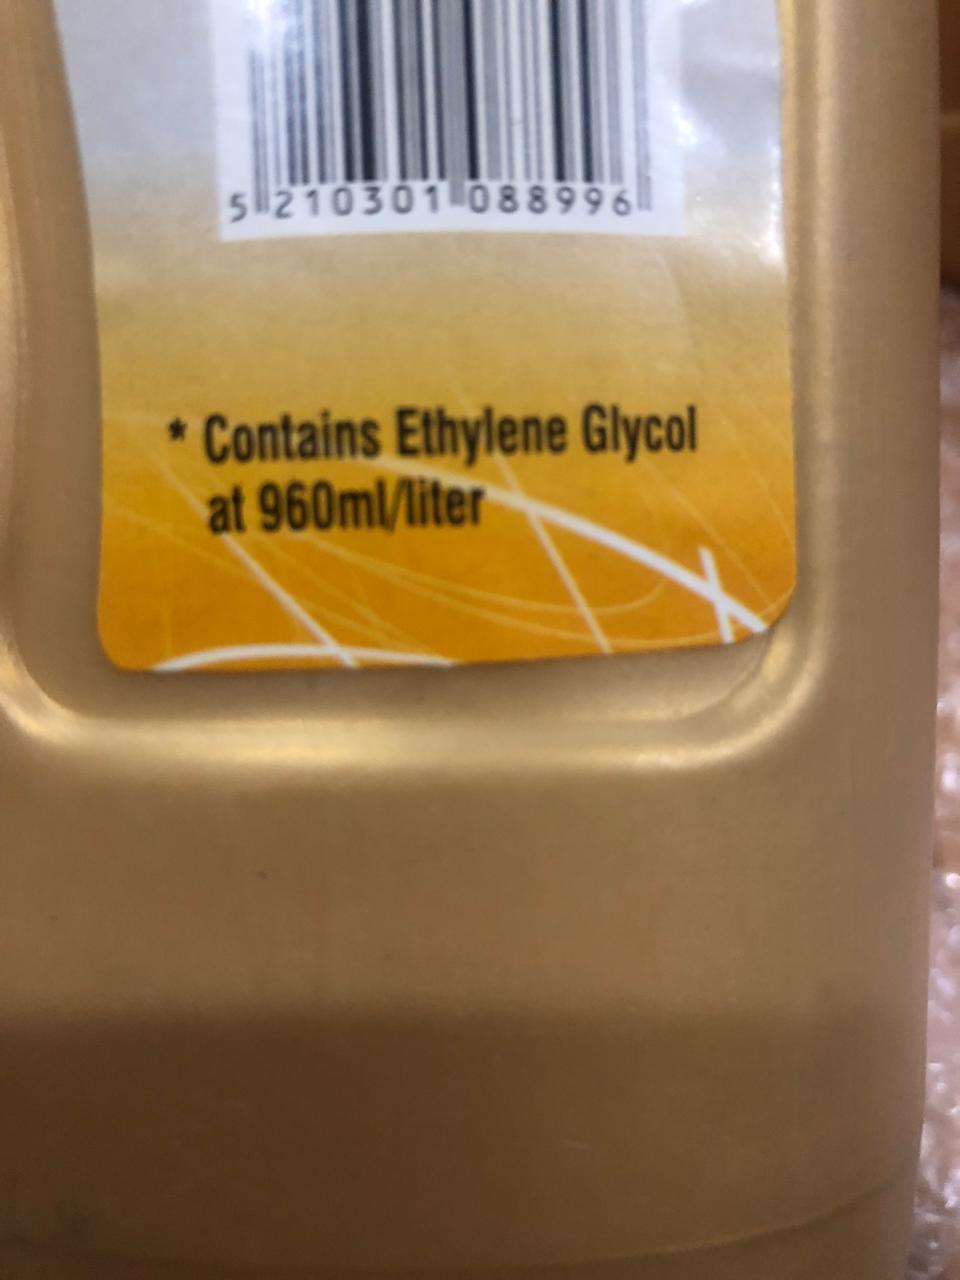 5 210301 088996
* Contains Ethylene Glycol
at 960ml/liter